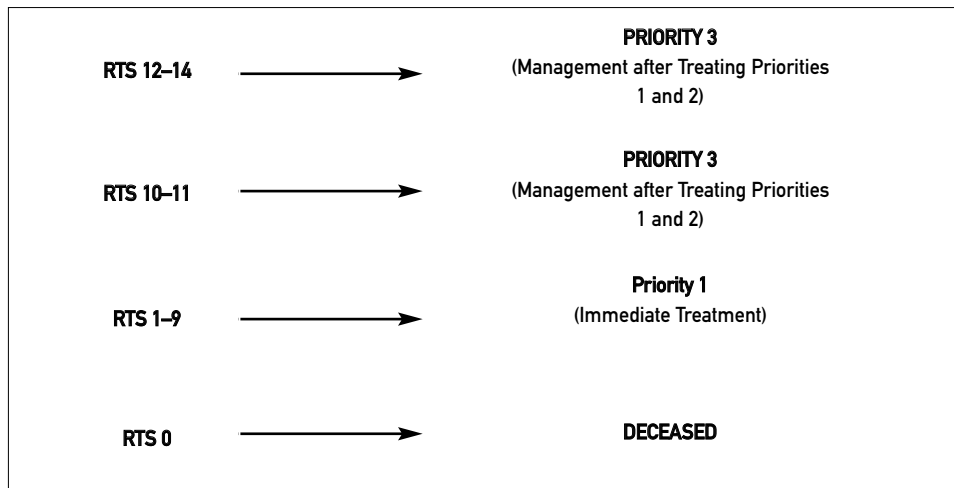 RTS 12–14
PRIORITY 3
(Management after Treating Priorities
1 and 2)
RTS 10–11
PRIORITY 3
(Management after Treating Priorities
1 and 2)
RTS 1–9
Priority 1
(Immediate Treatment)
RTS 0
DECEASED